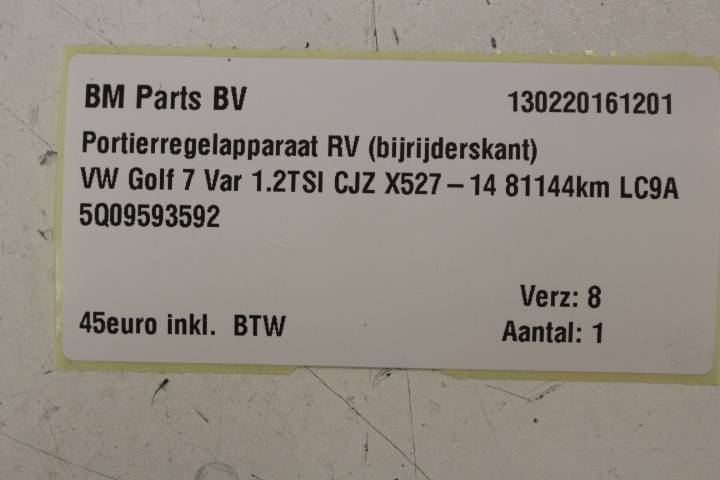 BM Parts BV 130220161201
Portierregelapparaat RV (bijrijderskant)
VW Golf 7 Var 1.2TSI CJZ X527-14 81144km LC9A
5Q09593592
Verz: 8
45euro inkl. BTW Aantal: 1